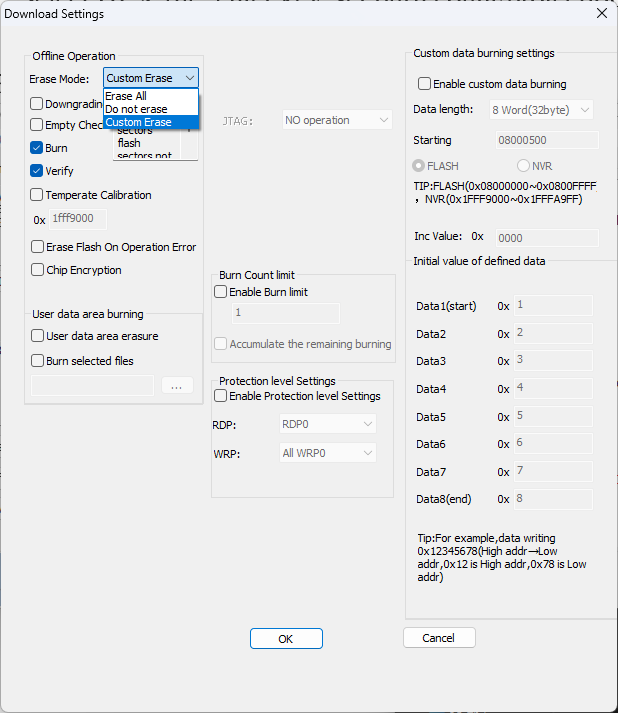 Download Settings
Offline Operation
Erase Mode:
Custom Erase
Erase All
Do not erase
Custom Erase
sectors
flash
sectors not
Downgradin
Empty Chec
Burn
Verify
Temperate Calibration
0x
1fff9000
Erase Flash On Operation Error
Chip Encryption
User data area burning
User data area erasure
Burn selected files
...
JTAG:
NO operation
Burn Count limit
Enable Burn limit
1
Accumulate the remaining burning
Protection level Settings
Enable Protection level Settings
RDP:
RDP0
WRP:
All WRP0
Custom data burning settings
Enable custom data burning
Data length:
8 Word(32byte)
Starting
08000500
FLASH
NVR
TIP:FLASH(0x08000000~0x0800FFFF)
, NVR(0x1FFF9000~0x1FFFA9FF)
Inc Value: 0x
0000
Initial value of defined data
Data1(start) 0x 1
Data2 0x 2
Data3 0x 3
Data4 0x 4
Data5 0x 5
Data6 0x 6
Data7 0x 7
Data8(end) 0x 8
Tip:For example,data writing
0x12345678(High addr→Low
addr,0x12 is High addr,0x78 is Low
addr)
OK
Cancel